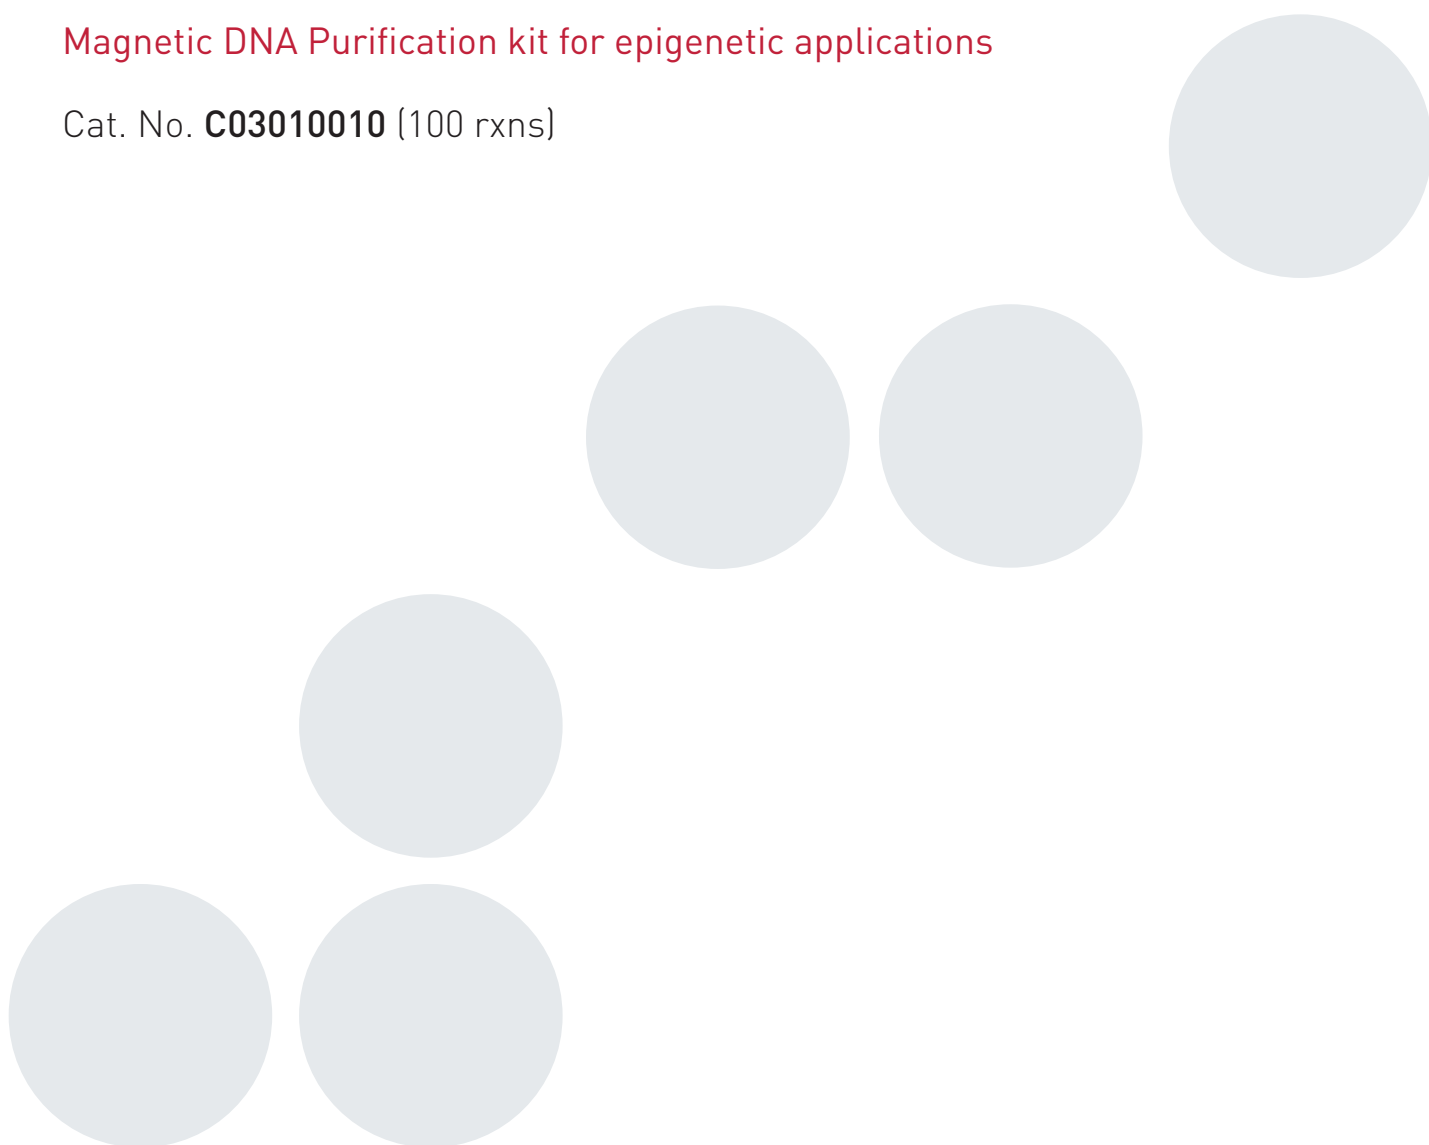 Magnetic DNA Purification kit for epigenetic applications
Cat. No. C03010010 (100 rxns)